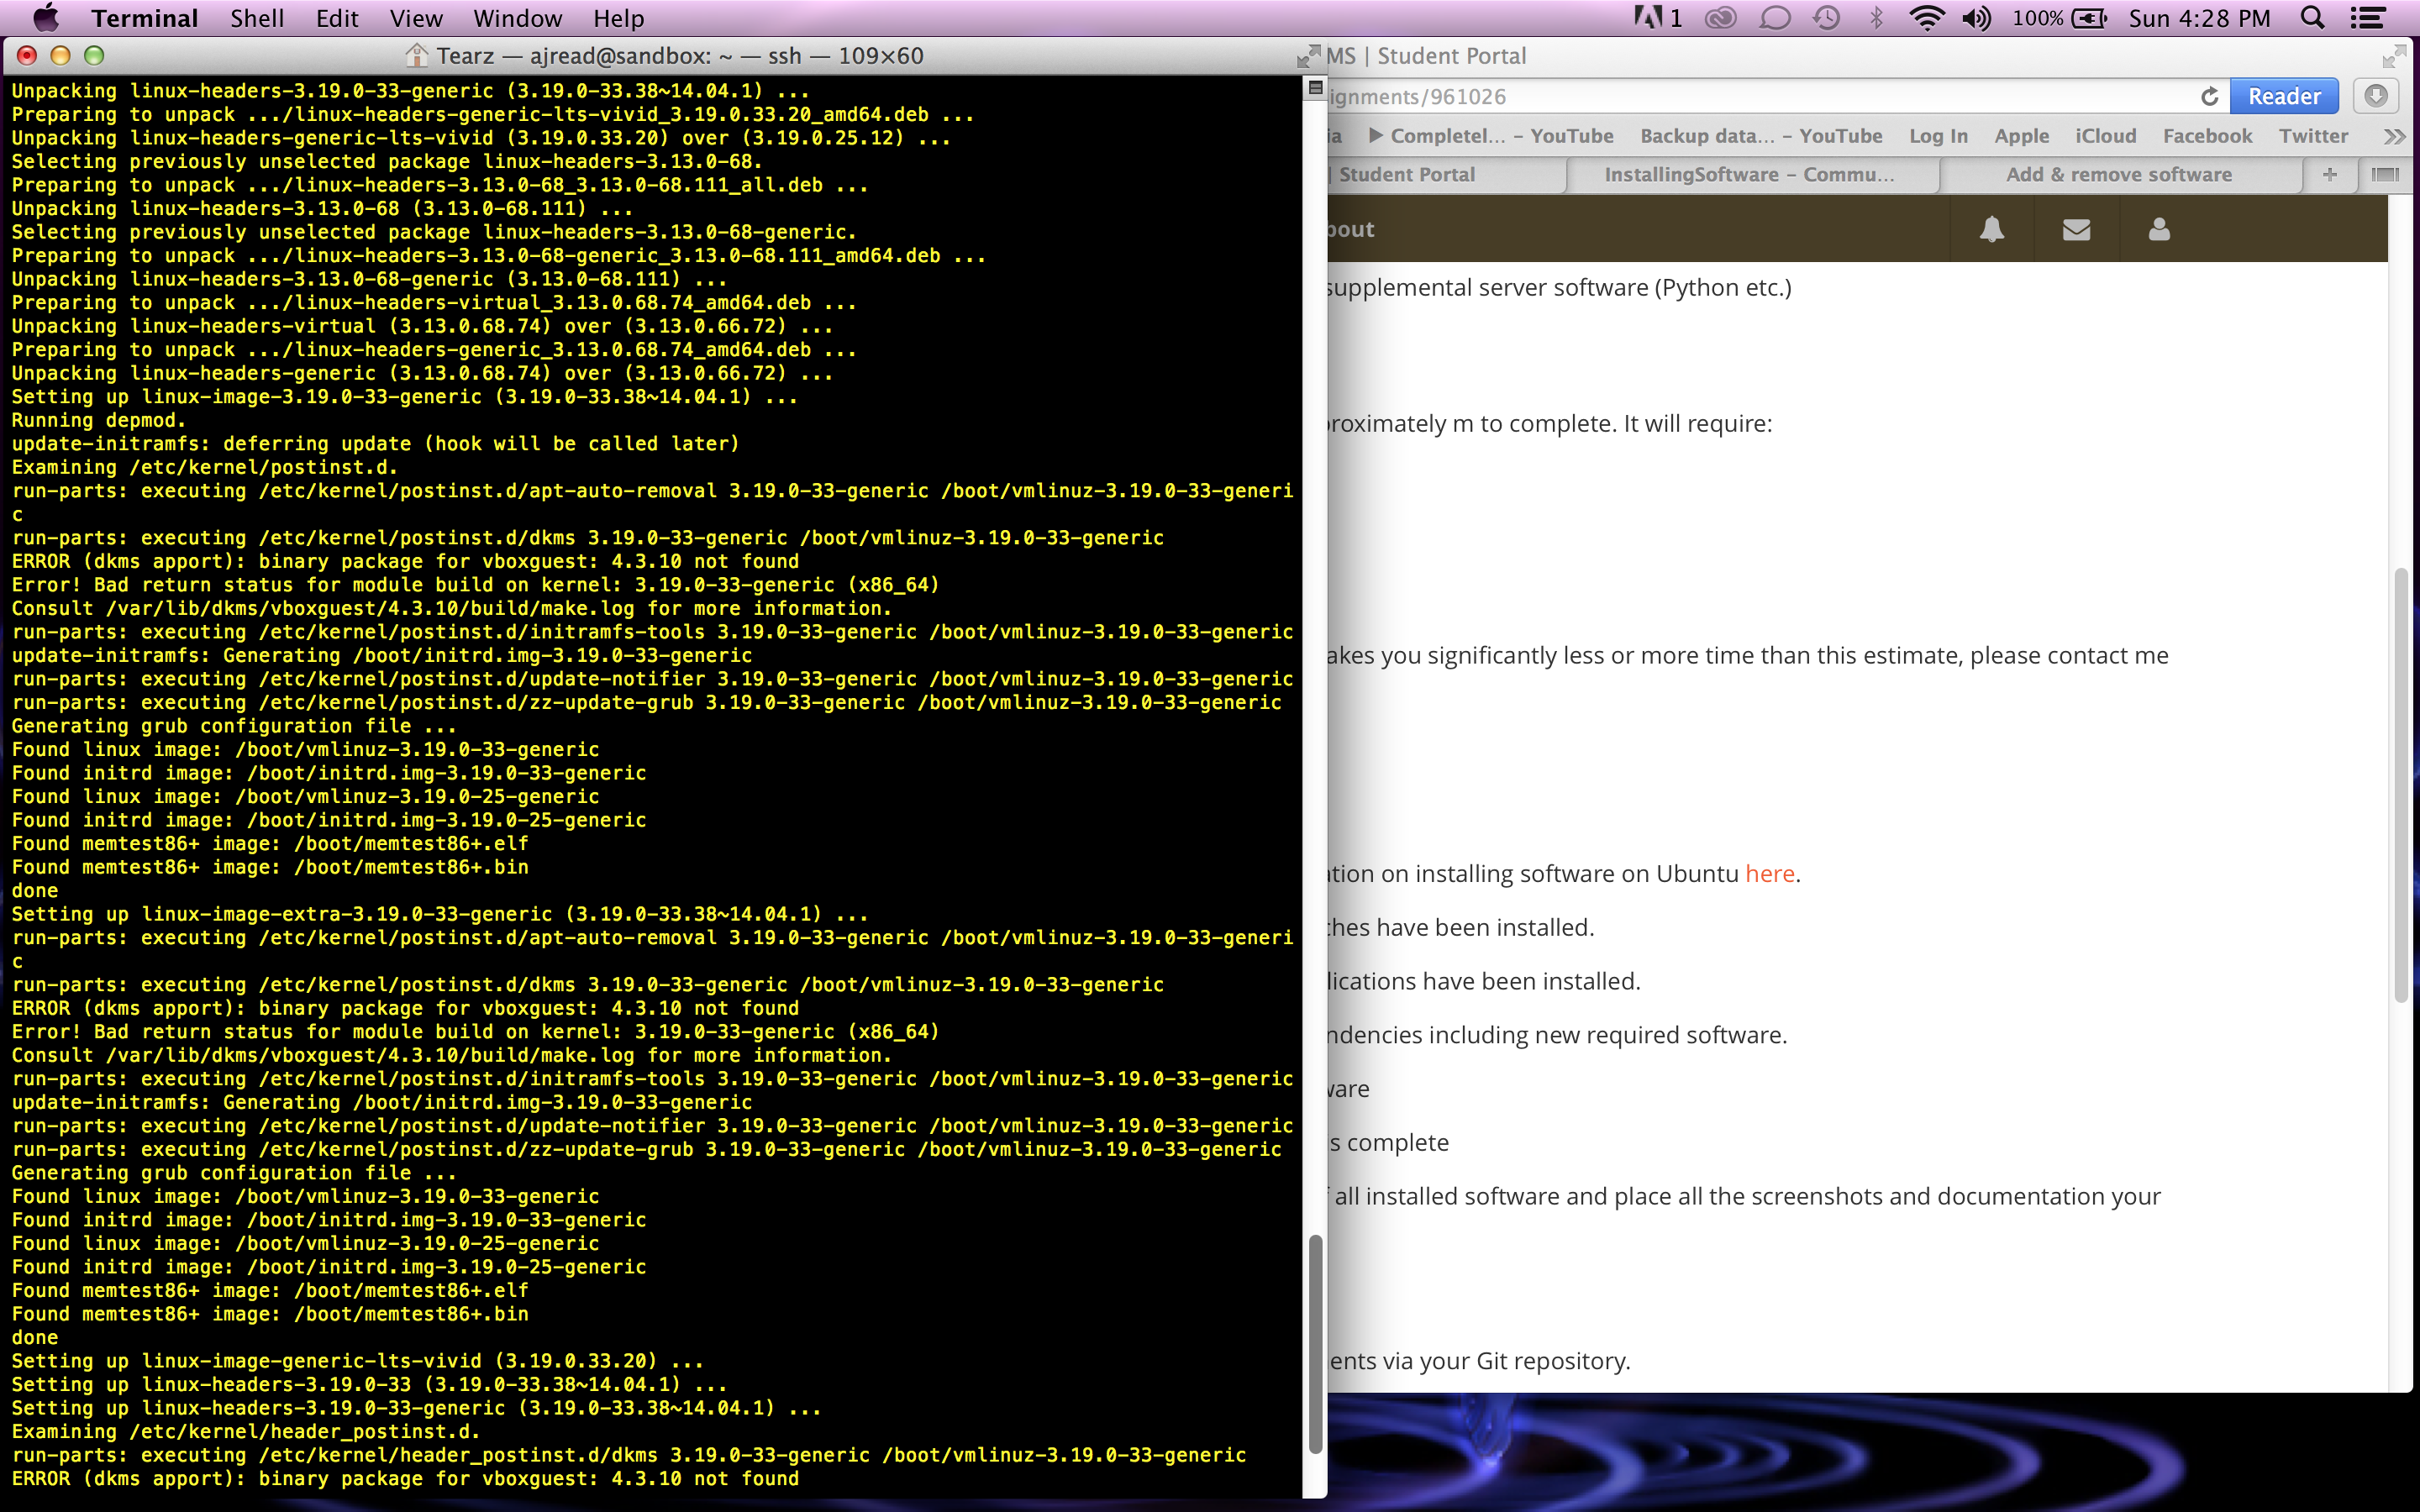 Terminal Shell Edit View Window Help
1 100% Sun 4:28 PM
Tearz — ajread@sandbox: ~ — ssh — 109×60
Unpacking linux-headers-3.19.0-33-generic (3.19.0-33.38~14.04.1) ...
Preparing to unpack .../linux-headers-generic-lts-vivid_3.19.0.33.20_amd64.deb ...
Unpacking linux-headers-generic-lts-vivid (3.19.0.33.20) over (3.19.0.25.12) ...
Selecting previously unselected package linux-headers-3.13.0-68.
Preparing to unpack .../linux-headers-3.13.0-68_3.13.0-68.111_all.deb ...
Unpacking linux-headers-3.13.0-68 (3.13.0-68.111) ...
Selecting previously unselected package linux-headers-3.13.0-68-generic.
Preparing to unpack .../linux-headers-3.13.0-68-generic_3.13.0-68.111_amd64.deb ...
Unpacking linux-headers-3.13.0-68-generic (3.13.0-68.111) ...
Preparing to unpack .../linux-headers-virtual_3.13.0.68.74_amd64.deb ...
Unpacking linux-headers-virtual (3.13.0.68.74) over (3.13.0.66.72) ...
Preparing to unpack .../linux-headers-generic_3.13.0.68.74_amd64.deb ...
Unpacking linux-headers-generic (3.13.0.68.74) over (3.13.0.66.72) ...
Setting up linux-image-3.19.0-33-generic (3.19.0-33.38~14.04.1) ...
Running depmod.
update-initramfs: deferring update (hook will be called later)
Examining /etc/kernel/postinst.d.
run-parts: executing /etc/kernel/postinst.d/apt-auto-removal 3.19.0-33-generic /boot/vmlinuz-3.19.0-33-generi
c
run-parts: executing /etc/kernel/postinst.d/dkms 3.19.0-33-generic /boot/vmlinuz-3.19.0-33-generic
ERROR (dkms apport): binary package for vboxguest: 4.3.10 not found
Error! Bad return status for module build on kernel: 3.19.0-33-generic (x86_64)
Consult /var/lib/dkms/vboxguest/4.3.10/build/make.log for more information.
run-parts: executing /etc/kernel/postinst.d/initramfs-tools 3.19.0-33-generic /boot/vmlinuz-3.19.0-33-generic
update-initramfs: Generating /boot/initrd.img-3.19.0-33-generic
run-parts: executing /etc/kernel/postinst.d/update-notifier 3.19.0-33-generic /boot/vmlinuz-3.19.0-33-generic
run-parts: executing /etc/kernel/postinst.d/zz-update-grub 3.19.0-33-generic /boot/vmlinuz-3.19.0-33-generic
Generating grub configuration file ...
Found linux image: /boot/vmlinuz-3.19.0-33-generic
Found initrd image: /boot/initrd.img-3.19.0-33-generic
Found linux image: /boot/vmlinuz-3.19.0-25-generic
Found initrd image: /boot/initrd.img-3.19.0-25-generic
Found memtest86+ image: /boot/memtest86+.elf
Found memtest86+ image: /boot/memtest86+.bin
done
Setting up linux-image-extra-3.19.0-33-generic (3.19.0-33.38~14.04.1) ...
run-parts: executing /etc/kernel/postinst.d/apt-auto-removal 3.19.0-33-generic /boot/vmlinuz-3.19.0-33-generi
c
run-parts: executing /etc/kernel/postinst.d/dkms 3.19.0-33-generic /boot/vmlinuz-3.19.0-33-generic
ERROR (dkms apport): binary package for vboxguest: 4.3.10 not found
Error! Bad return status for module build on kernel: 3.19.0-33-generic (x86_64)
Consult /var/lib/dkms/vboxguest/4.3.10/build/make.log for more information.
run-parts: executing /etc/kernel/postinst.d/initramfs-tools 3.19.0-33-generic /boot/vmlinuz-3.19.0-33-generic
update-initramfs: Generating /boot/initrd.img-3.19.0-33-generic
run-parts: executing /etc/kernel/postinst.d/update-notifier 3.19.0-33-generic /boot/vmlinuz-3.19.0-33-generic
run-parts: executing /etc/kernel/postinst.d/zz-update-grub 3.19.0-33-generic /boot/vmlinuz-3.19.0-33-generic
Generating grub configuration file ...
Found linux image: /boot/vmlinuz-3.19.0-33-generic
Found initrd image: /boot/initrd.img-3.19.0-33-generic
Found linux image: /boot/vmlinuz-3.19.0-25-generic
Found initrd image: /boot/initrd.img-3.19.0-25-generic
Found memtest86+ image: /boot/memtest86+.elf
Found memtest86+ image: /boot/memtest86+.bin
done
Setting up linux-image-generic-lts-vivid (3.19.0.33.20) ...
Setting up linux-headers-3.19.0-33 (3.19.0-33.38~14.04.1) ...
Setting up linux-headers-3.19.0-33-generic (3.19.0-33.38~14.04.1) ...
Examining /etc/kernel/header_postinst.d.
run-parts: executing /etc/kernel/header_postinst.d/dkms 3.19.0-33-generic /boot/vmlinuz-3.19.0-33-generic
ERROR (dkms apport): binary package for vboxguest: 4.3.10 not found
MS | Student Portal
ignments/961026 Reader
ia Completel... – YouTube Backup data... – YouTube Log In Apple iCloud Facebook Twitter
| Student Portal InstallingSoftware – Commu... Add & remove software
bout
supplemental server software (Python etc.)
proximately m to complete. It will require:
akes you significantly less or more time than this estimate, please contact me
ation on installing software on Ubuntu here.
ches have been installed.
lications have been installed.
ndencies including new required software.
ware
s complete
f all installed software and place all the screenshots and documentation your
ents via your Git repository.